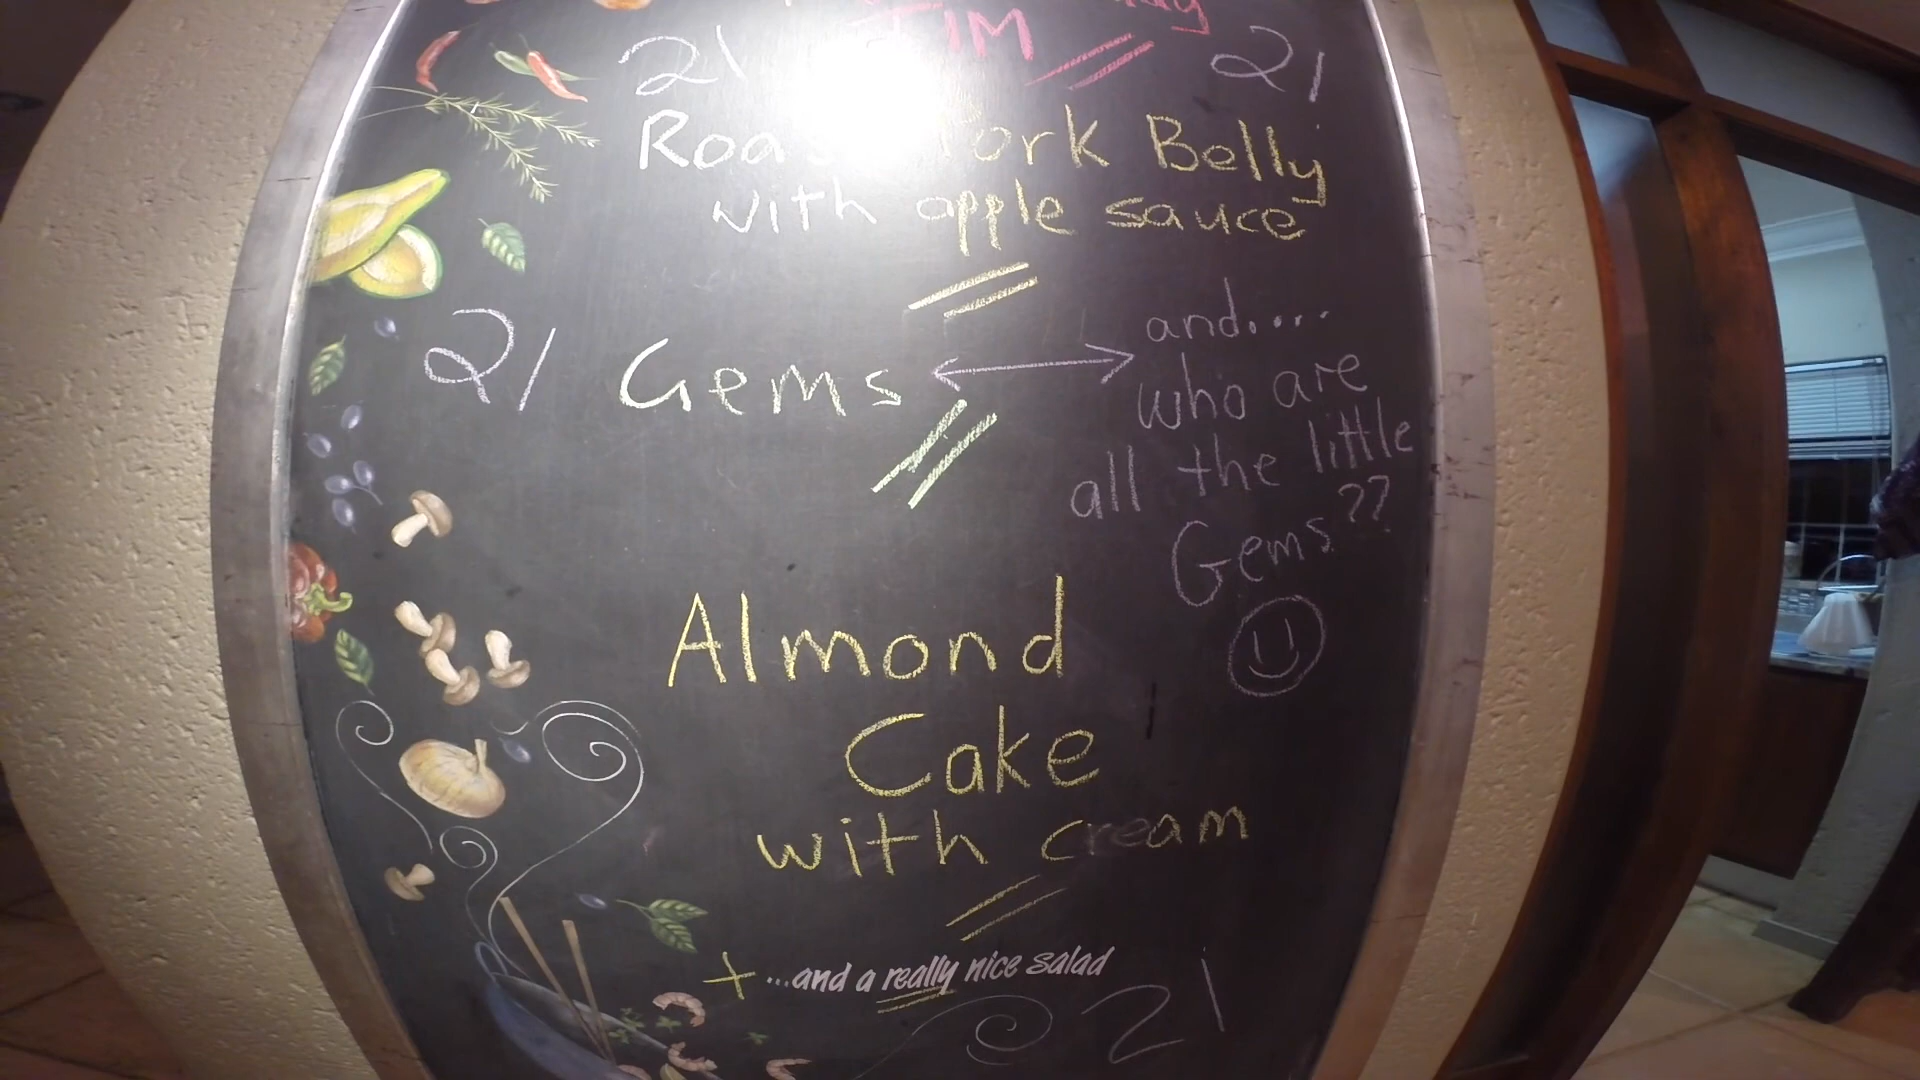 TIM
21 21
Pork Belly
with apple sauce
21 Gems
and....
who are
all the little
Gems??
Almond
Cake
with cream
+ ...and a really nice salad
21